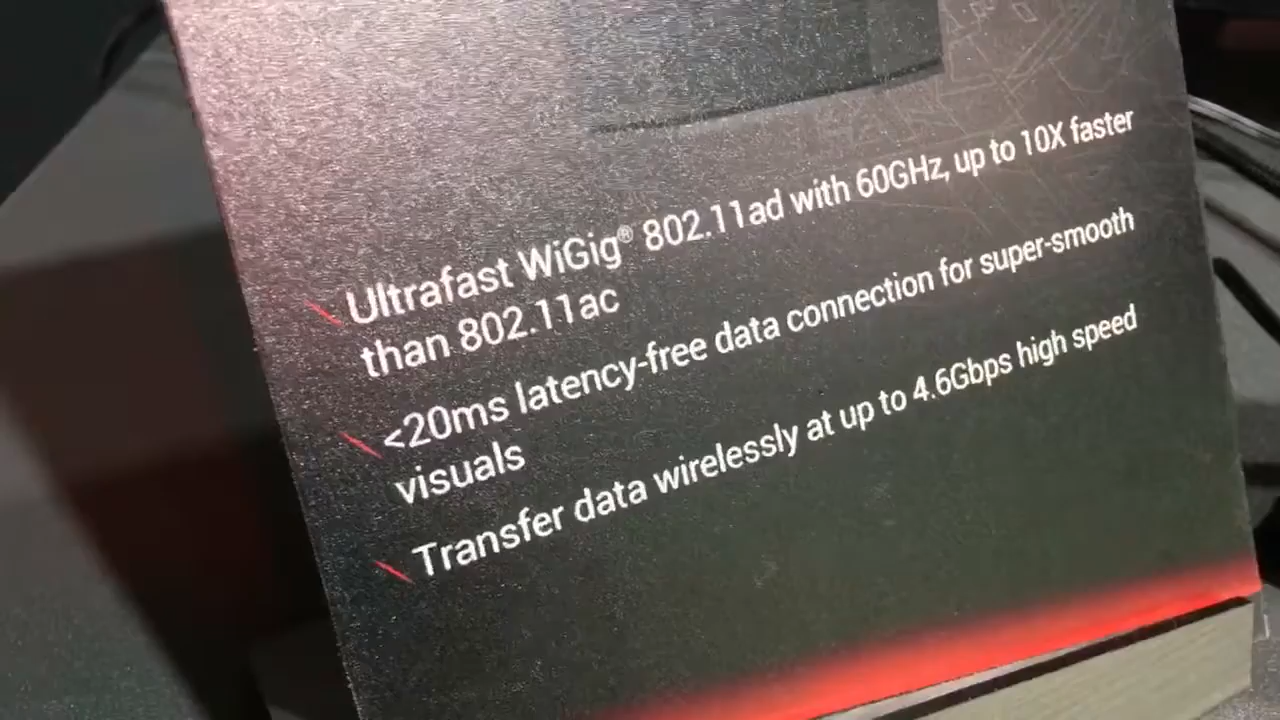 Ultrafast WiGig® 802.11ad with 60GHz, up to 10X faster
than 802.11ac
<20ms latency-free data connection for super-smooth
visuals
Transfer data wirelessly at up to 4.6Gbps high speed